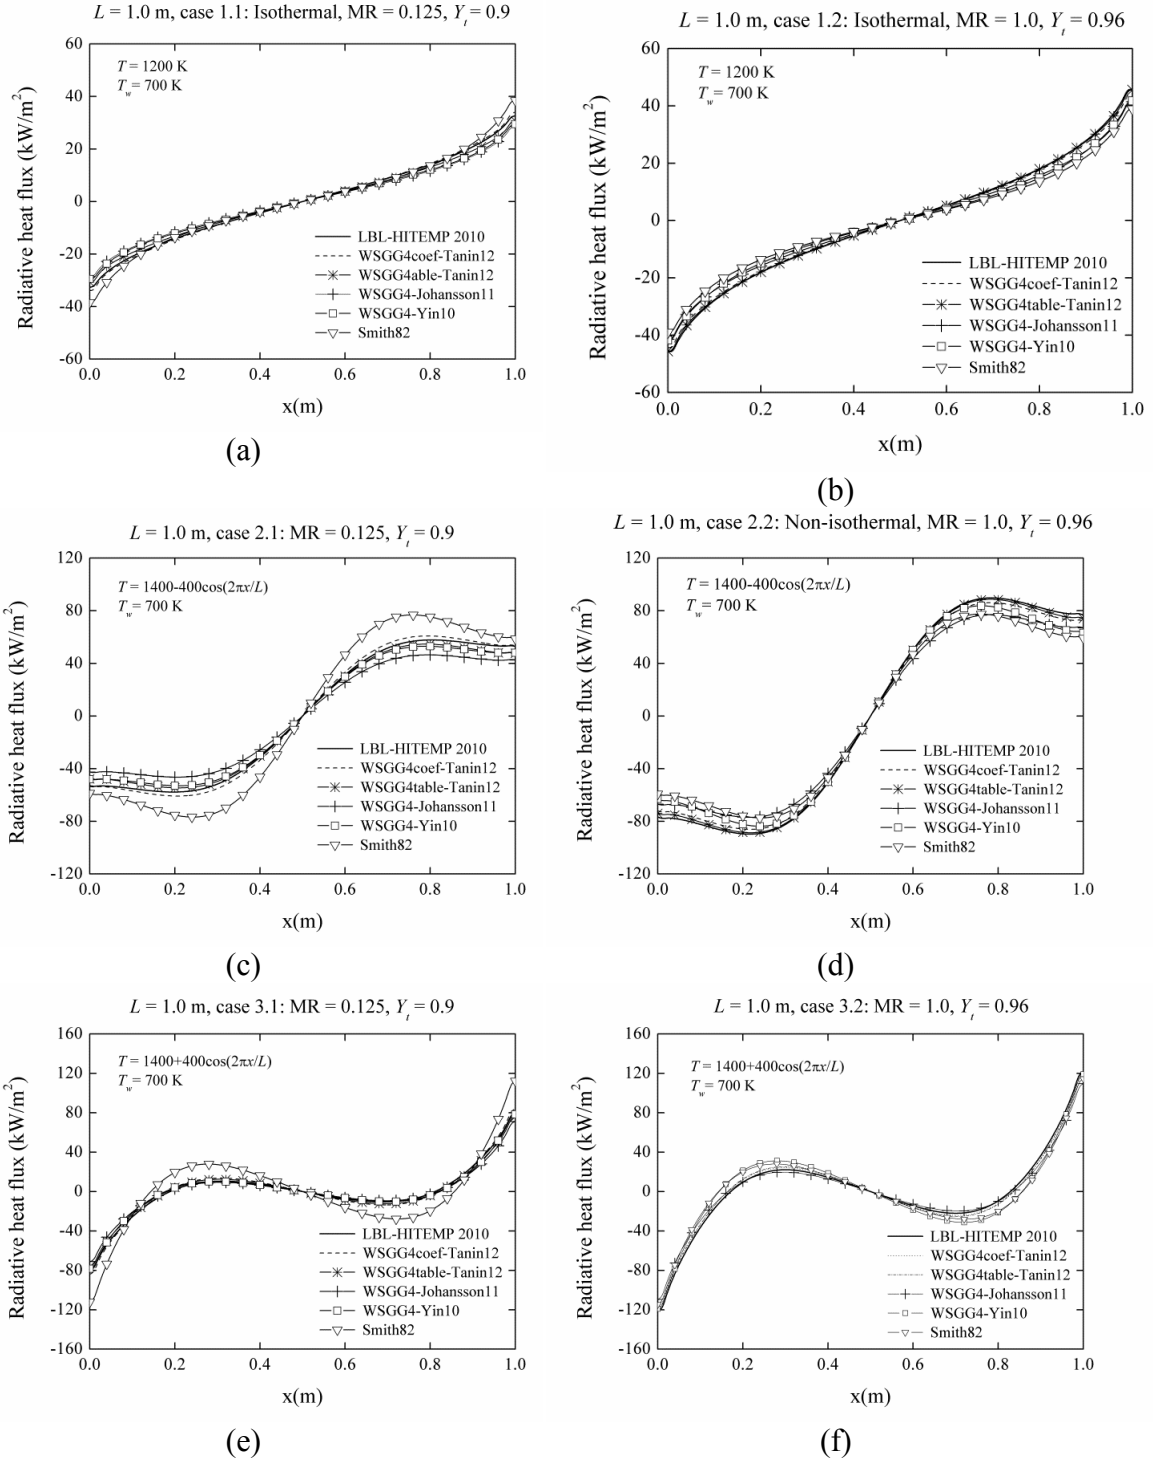 L = 1.0 m, case 1.1: Isothermal, MR = 0.125, Yt = 0.9
T = 1200 K
Tw = 700 K
Radiative heat flux (kW/m2)
60
40
20
0
-20
-40
-60
LBL-HITEMP 2010
WSGG4coef-Tanin12
WSGG4able-Tanin12
WSGG4-Johansson11
WSGG4-Yin10
Smith82
0.0 0.2 0.4 0.6 0.8 1.0
x(m)
(a)
L = 1.0 m, case 1.2: Isothermal, MR = 1.0, Yt = 0.96
T = 1200 K
Tw = 700 K
Radiative heat flux (kW/m2)
60
40
20
0
-20
-40
-60
LBL-HITEMP 2010
WSGG4coef-Tanin12
WSGG4table-Tanin12
WSGG4-Johansson11
WSGG4-Yin10
Smith82
0.0 0.2 0.4 0.6 0.8 1.0
x(m)
(b)
L = 1.0 m, case 2.1: MR = 0.125, Yt = 0.9
T = 1400-400cos(2πx/L)
Tw = 700 K
Radiative heat flux (kW/m2)
120
80
40
0
-40
-80
-120
LBL-HITEMP 2010
WSGG4coef-Tanin12
WSGG4table-Tanin12
WSGG4-Johansson11
WSGG4-Yin10
Smith82
0.0 0.2 0.4 0.6 0.8 1.0
x(m)
(c)
L = 1.0 m, case 2.2: Non-isothermal, MR = 1.0, Yt = 0.96
T = 1400-400cos(2πx/L)
Tw = 700 K
Radiative heat flux (kW/m2)
120
80
40
0
-40
-80
-120
LBL-HITEMP 2010
WSGG4coef-Tanin12
WSGG4table-Tanin12
WSGG4-Johansson11
WSGG4-Yin10
Smith82
0.0 0.2 0.4 0.6 0.8 1.0
x(m)
(d)
L = 1.0 m, case 3.1: MR = 0.125, Yt = 0.9
T = 1400+400cos(2πx/L)
Tw = 700 K
Radiative heat flux (kW/m2)
160
120
80
40
0
-40
-80
-120
-160
LBL-HITEMP 2010
WSGG4coef-Tanin12
WSGG4table-Tanin12
WSGG4-Johansson11
WSGG4-Yin10
Smith82
0.0 0.2 0.4 0.6 0.8 1.0
x(m)
(e)
L = 1.0 m, case 3.2: MR = 1.0, Yt = 0.96
T = 1400+400cos(2πx/L)
Tw = 700 K
Radiative heat flux (kW/m2)
160
120
80
40
0
-40
-80
-120
-160
LBL-HITEMP 2010
WSGG4coef-Tanin12
WSGG4table-Tanin12
WSGG4-Johansson11
WSGG4-Yin10
Smith82
0.0 0.2 0.4 0.6 0.8 1.0
x(m)
(f)